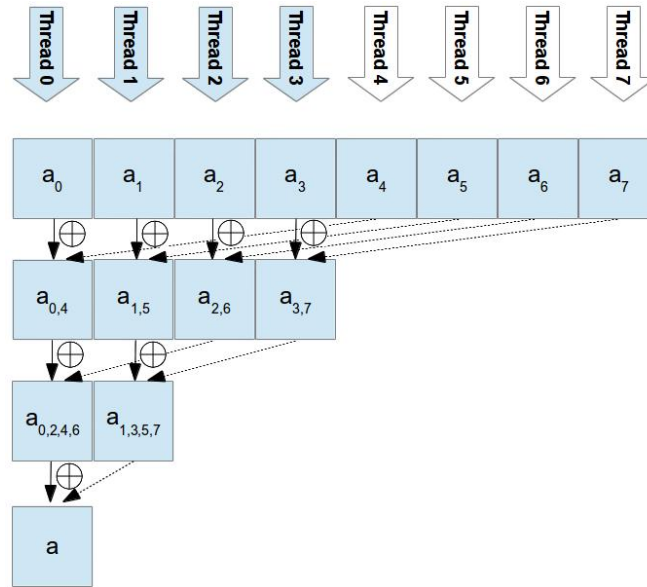 Thread 0
Thread 1
Thread 2
Thread 3
Thread 4
Thread 5
Thread 6
Thread 7
a0 a1 a2 a3 a4 a5 a6 a7
a0,4 a1,5 a2,6 a3,7
a0,2,4,6 a1,3,5,7
a